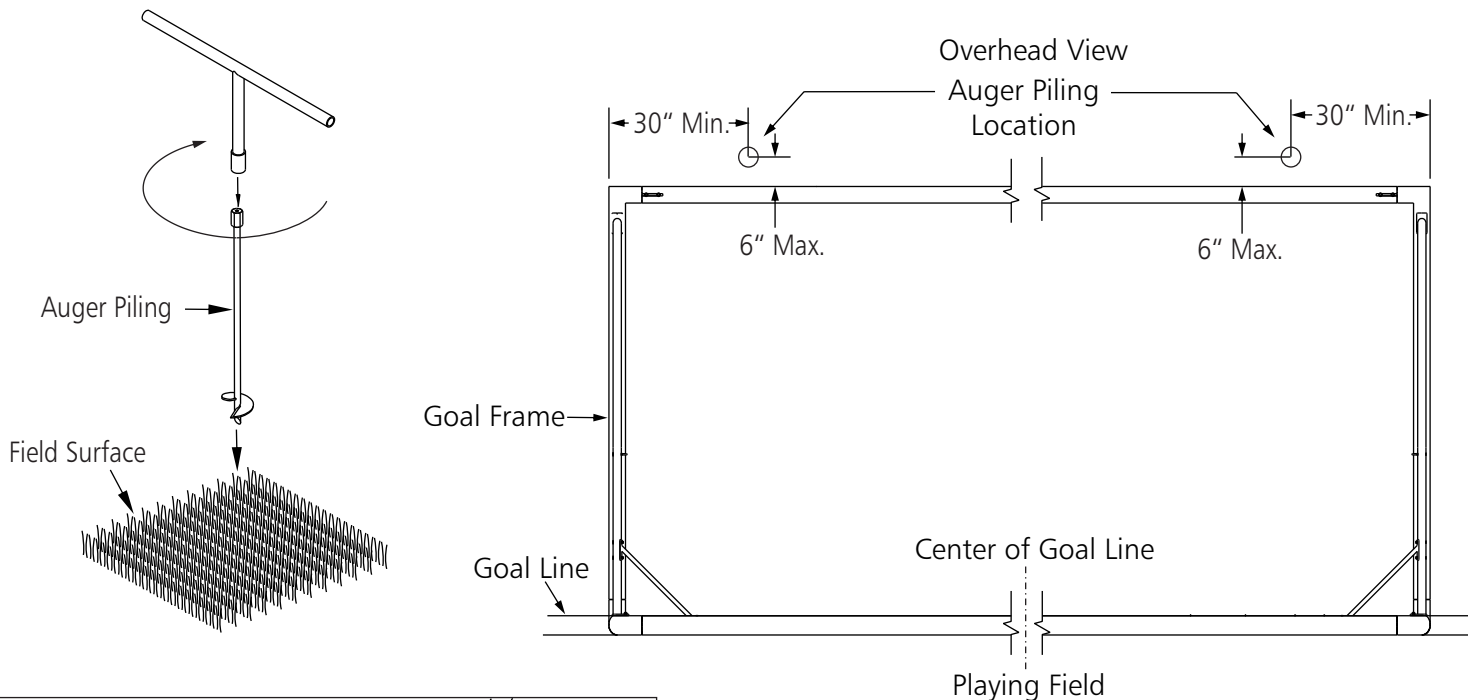 Overhead View
Auger Piling
Location
30“ Min.
30“ Min.
6“ Max.
6“ Max.
Auger Piling
Goal Frame
Field Surface
Goal Line
Center of Goal Line
Playing Field